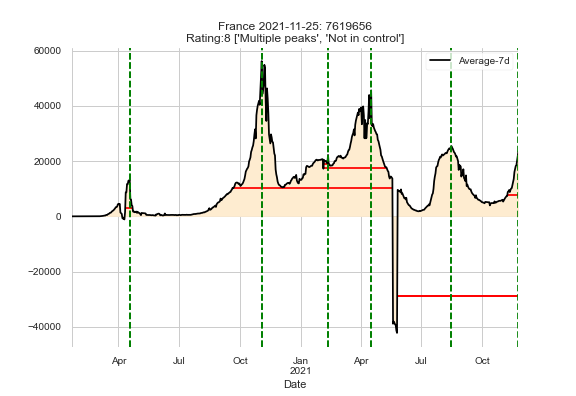 France 2021-11-25: 7619656
Rating:8 ['Multiple peaks', 'Not in control']
Average-7d
60000
40000
20000
0
−20000
−40000
Apr
Jul
Oct
Jan
2021
Apr
Jul
Oct
Date